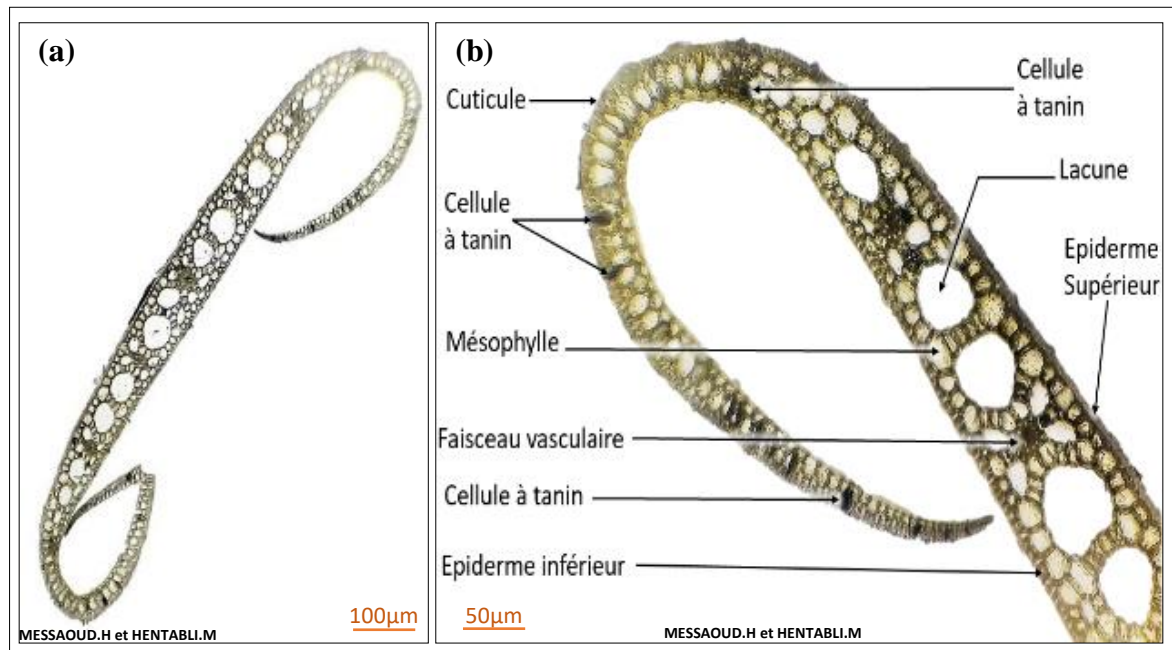 (a)
100µm
MESSAOUD.H et HENTABLI.M
(b)
Cuticule
Cellule
à tanin
Lacune
Cellule
à tanin
Epiderme
Supérieur
Mésophylle
Faisceau vasculaire
Cellule à tanin
Epiderme inférieur
50µm
MESSAOUD.H et HENTABLI.M